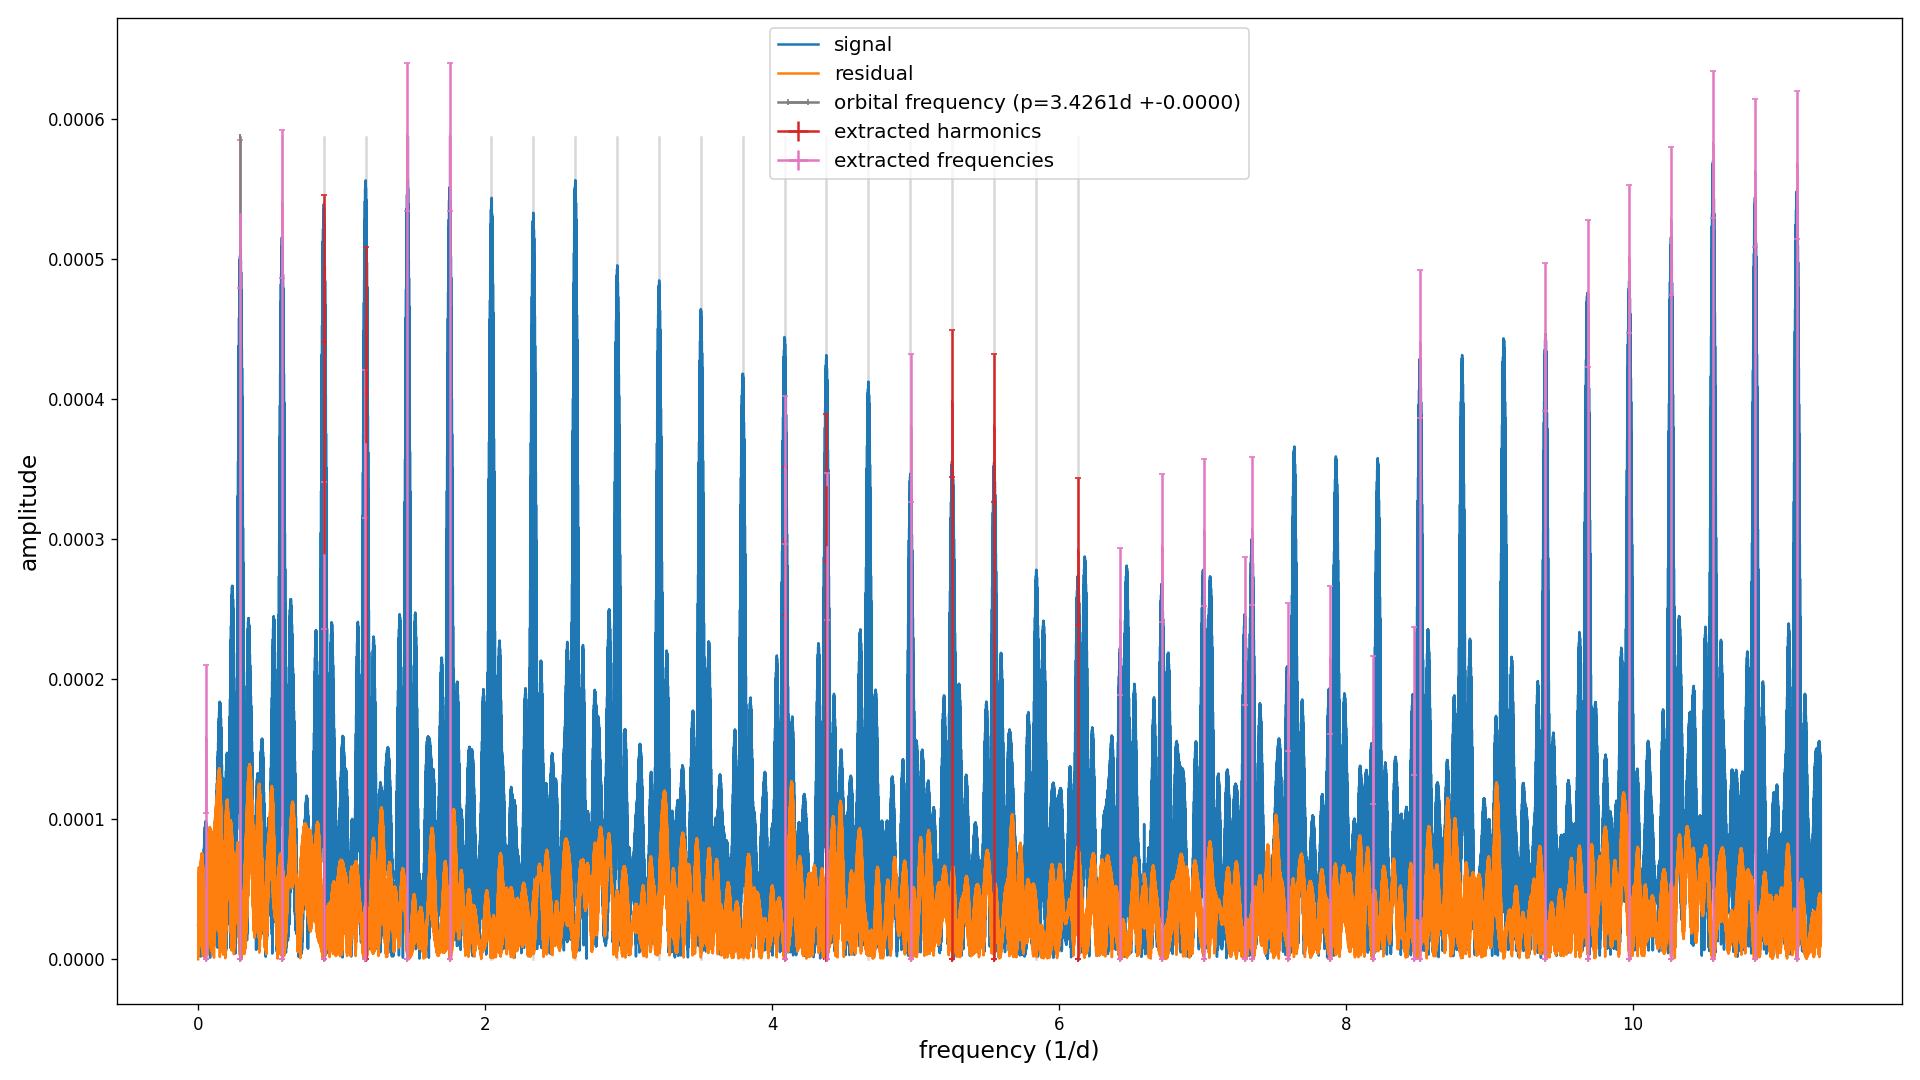 signal
residual
orbital frequency (p=3.4261d +-0.0000)
extracted harmonics
extracted frequencies
0.0006
0.0005
0.0004
0.0003
0.0002
0.0001
0.0000
amplitude
0 2 4 6 8 10
frequency (1/d)